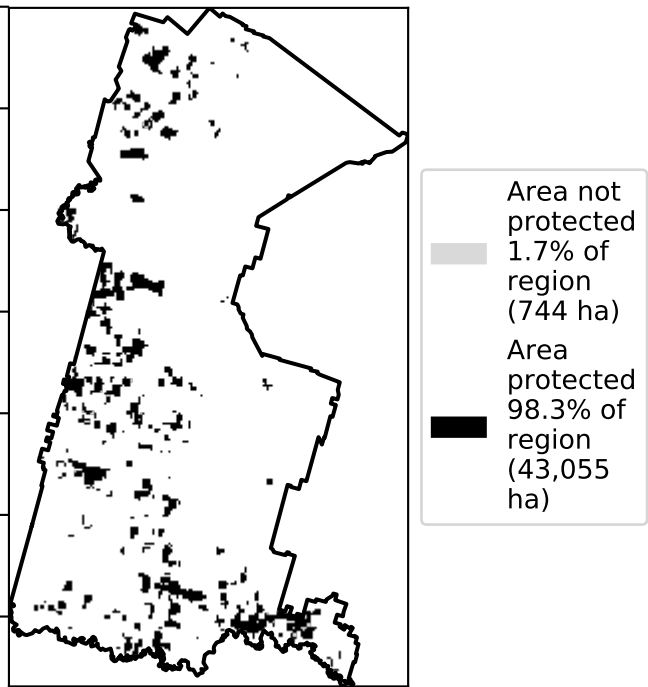 Area not
protected
1.7% of
region
(744 ha)
Area
protected
98.3% of
region
(43,055
ha)